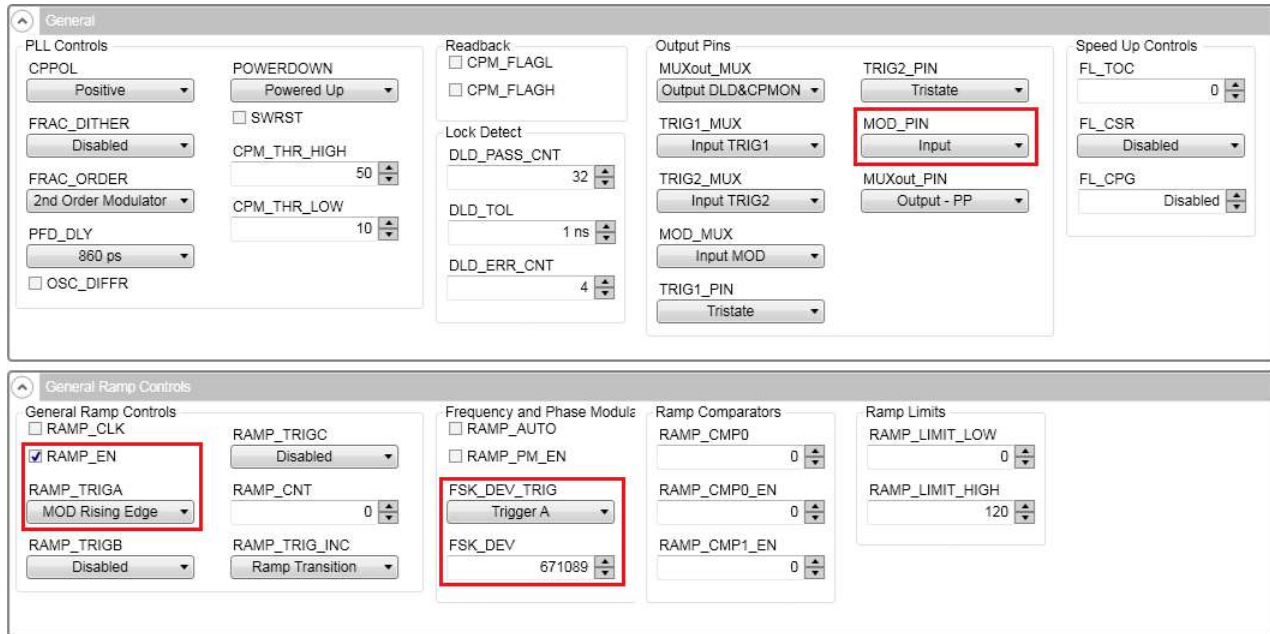 General
PLL Controls
CPPOL
Positive
FRAC_DITHER
Disabled
FRAC_ORDER
2nd Order Modulator
PFD_DLY
860 ps
OSC_DIFFR
POWERDOWN
Powered Up
SWRST
CPM_THR_HIGH
50
CPM_THR_LOW
10
Readback
CPM_FLAGL
CPM_FLAGH
Lock Detect
DLD_PASS_CNT
32
DLD_TOL
1 ns
DLD_ERR_CNT
4
Output Pins
MUXout_MUX
Output DLD&CPMON
TRIG1_MUX
Input TRIG1
TRIG2_MUX
Input TRIG2
MOD_MUX
Input MOD
TRIG1_PIN
Tristate
TRIG2_PIN
Tristate
MOD_PIN
Input
MUXout_PIN
Output - PP
Speed Up Controls
FL_TOC
0
FL_CSR
Disabled
FL_CPG
Disabled
General Ramp Controls
General Ramp Controls
RAMP_CLK
RAMP_EN
RAMP_TRIGA
MOD Rising Edge
RAMP_TRIGB
Disabled
RAMP_TRIGC
Disabled
RAMP_CNT
0
RAMP_TRIG_INC
Ramp Transition
Frequency and Phase Modula
RAMP_AUTO
RAMP_PM_EN
FSK_DEV_TRIG
Trigger A
FSK_DEV
671089
Ramp Comparators
RAMP_CMP0
0
RAMP_CMP0_EN
0
RAMP_CMP1_EN
0
Ramp Limits
RAMP_LIMIT_LOW
0
RAMP_LIMIT_HIGH
120